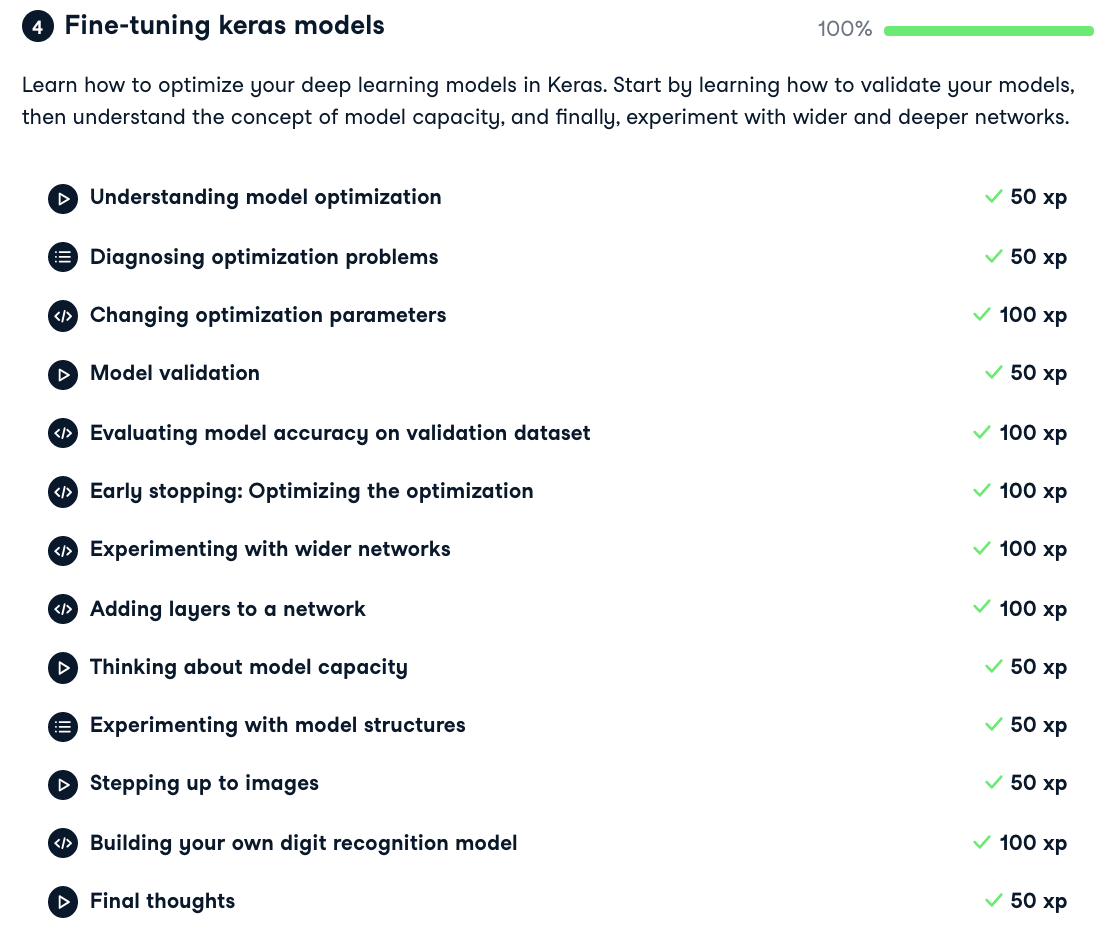 4 Fine-tuning keras models 100%
Learn how to optimize your deep learning models in Keras. Start by learning how to validate your models,
then understand the concept of model capacity, and finally, experiment with wider and deeper networks.
Understanding model optimization 50 xp
Diagnosing optimization problems 50 xp
Changing optimization parameters 100 xp
Model validation 50 xp
Evaluating model accuracy on validation dataset 100 xp
Early stopping: Optimizing the optimization 100 xp
Experimenting with wider networks 100 xp
Adding layers to a network 100 xp
Thinking about model capacity 50 xp
Experimenting with model structures 50 xp
Stepping up to images 50 xp
Building your own digit recognition model 100 xp
Final thoughts 50 xp